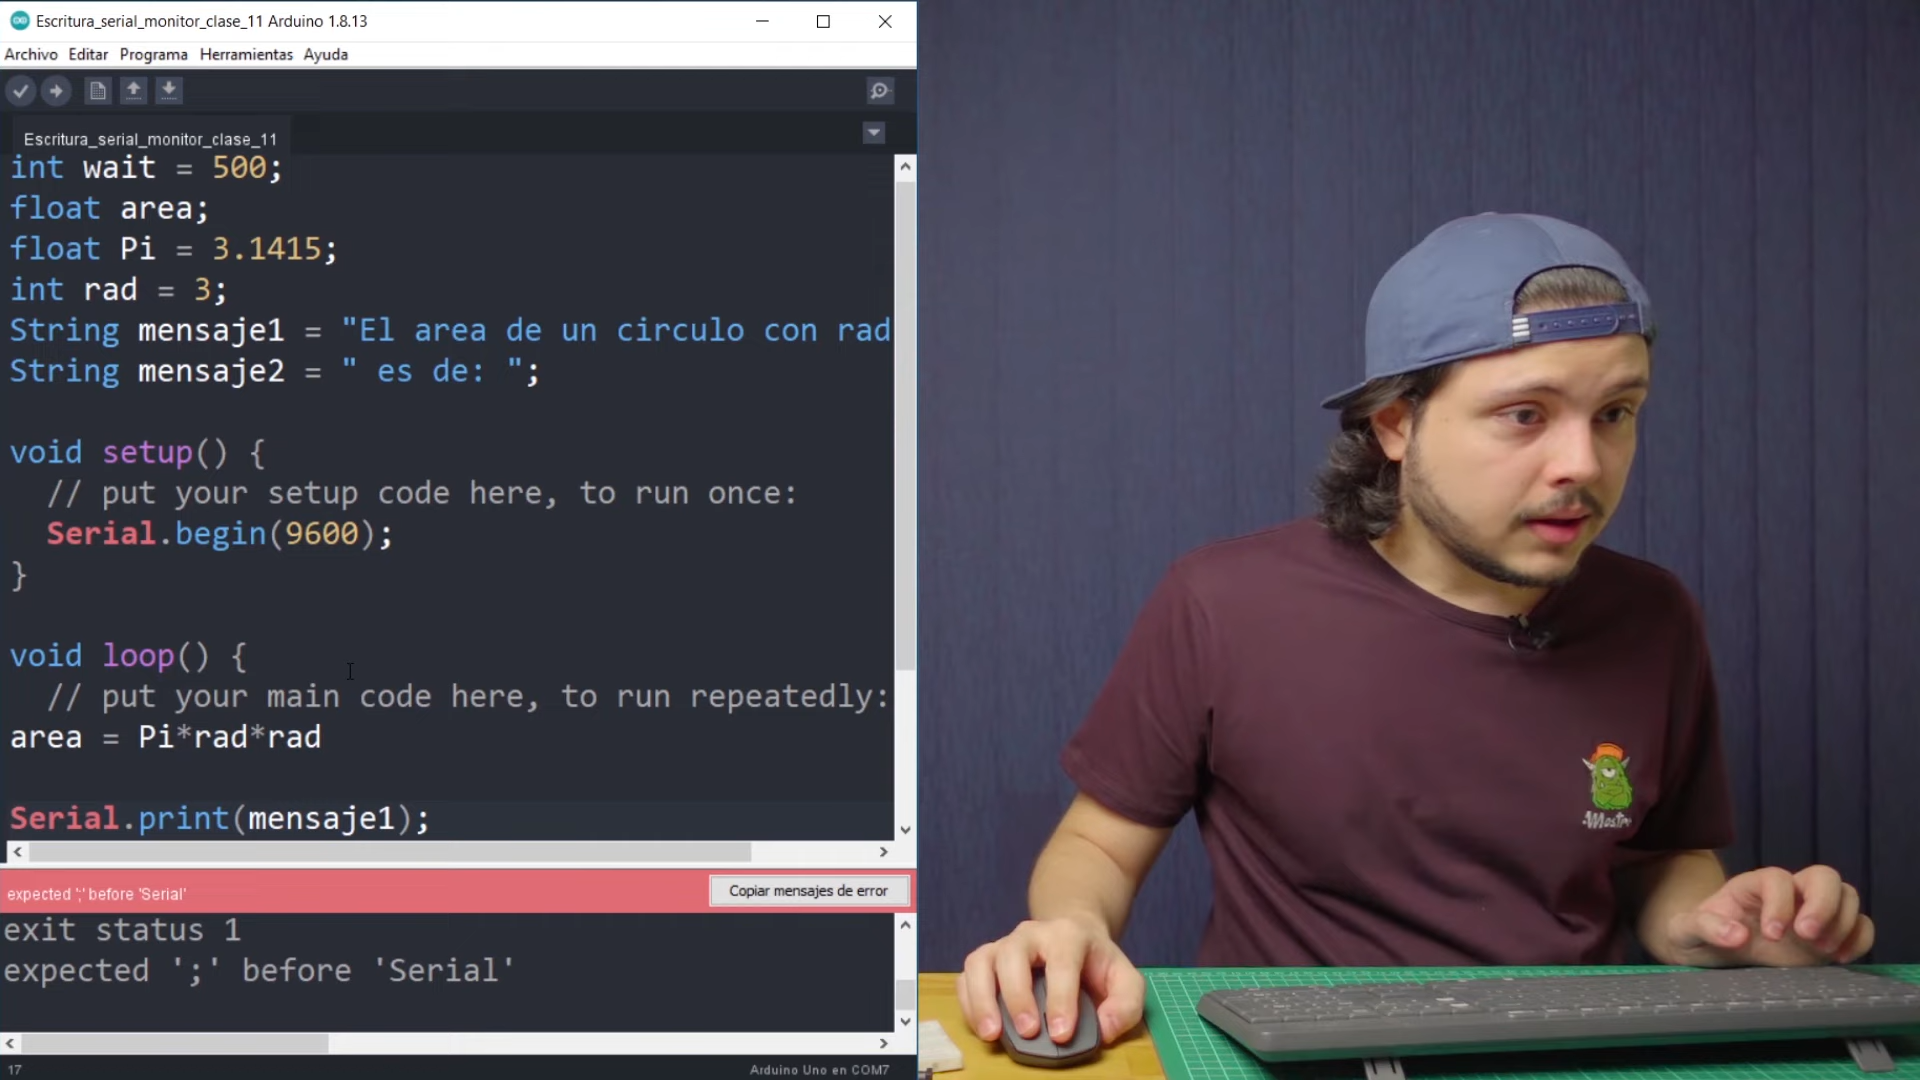 Escritura_serial_monitor_clase_11 Arduino 1.8.13
Archivo Editar Programa Herramientas Ayuda
Escritura_serial_monitor_clase_11
int wait = 500;
float area;
float Pi = 3.1415;
int rad = 3;
String mensaje1 = "El area de un circulo con rad
String mensaje2 = " es de: ";
void setup() {
// put your setup code here, to run once:
Serial.begin(9600);
}
void loop() {
// put your main code here, to run repeatedly:
area = Pi*rad*rad
Serial.print(mensaje1);
expected ';' before 'Serial'
Copiar mensajes de error
exit status 1
expected ';' before 'Serial'
17
Arduino Uno en COM7